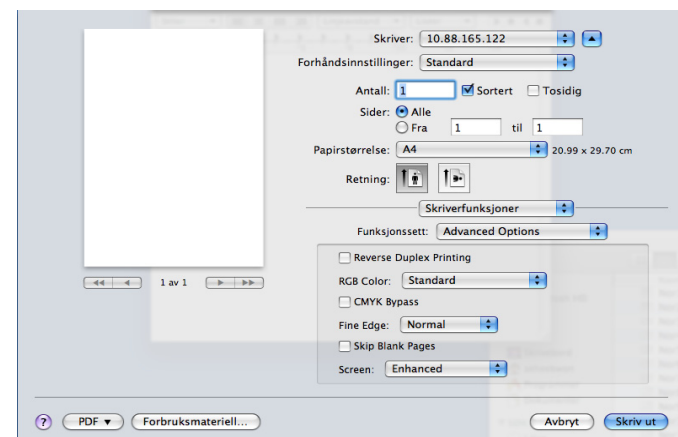 Skriver: 10.88.165.122
Forhåndsinnstillinger: Standard
Antall: 1 Sortert Tosidig
Sider: Alle
Fra 1 til 1
Papirstørrelse: A4 20.99 x 29.70 cm
Retning:
Skriverfunksjoner
Funksjonssett: Advanced Options
Reverse Duplex Printing
1 av 1
RGB Color: Standard
CMYK Bypass
Fine Edge: Normal
Skip Blank Pages
Screen: Enhanced
? PDF ▼ Forbruksmateriell... Avbryt Skriv ut